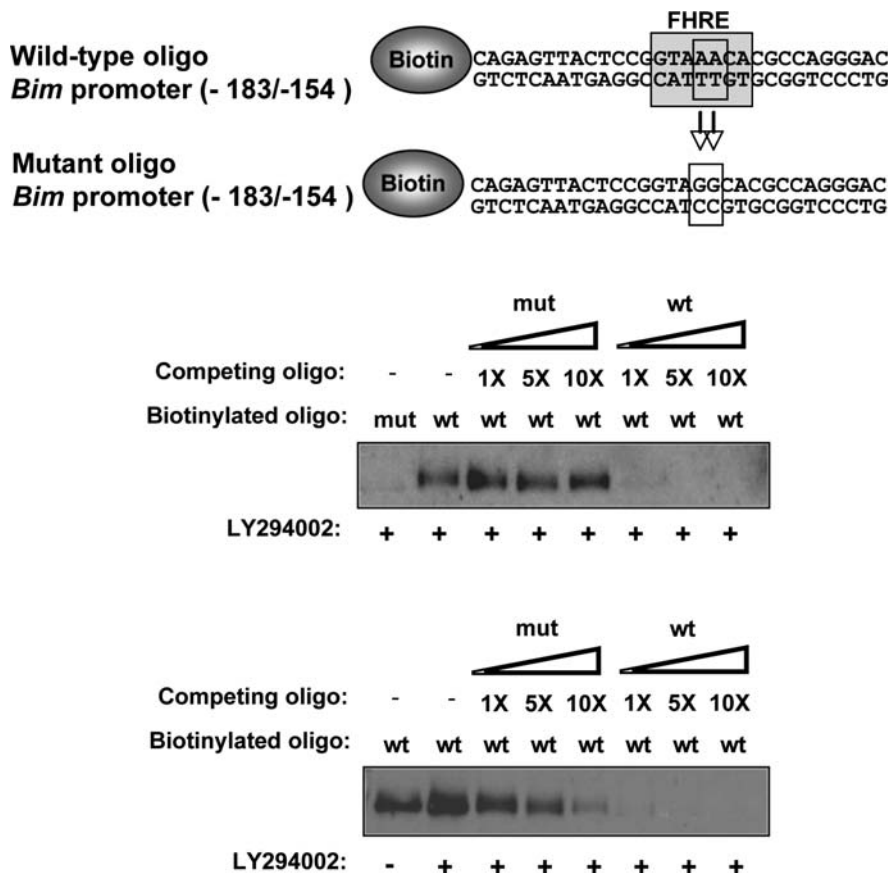 FHRE
Wild-type oligo
Bim promoter (- 183/-154 )
Biotin
CAGAGTTACTCCGGTAAACACGCCAGGGAC
GTCTCAATGAGGCCATTTGTGCGGTCCCTG
Mutant oligo
Bim promoter (- 183/-154 )
Biotin
CAGAGTTACTCCGGTAGGCACGCCAGGGAC
GTCTCAATGAGGCCATCCGTGCGGTCCCTG
mut wt
Competing oligo: - - 1X 5X 10X 1X 5X 10X
Biotinylated oligo: mut wt wt wt wt wt wt wt
LY294002: + + + + + + + +
mut wt
Competing oligo: - - 1X 5X 10X 1X 5X 10X
Biotinylated oligo: wt wt wt wt wt wt wt wt
LY294002: - + + + + + + +